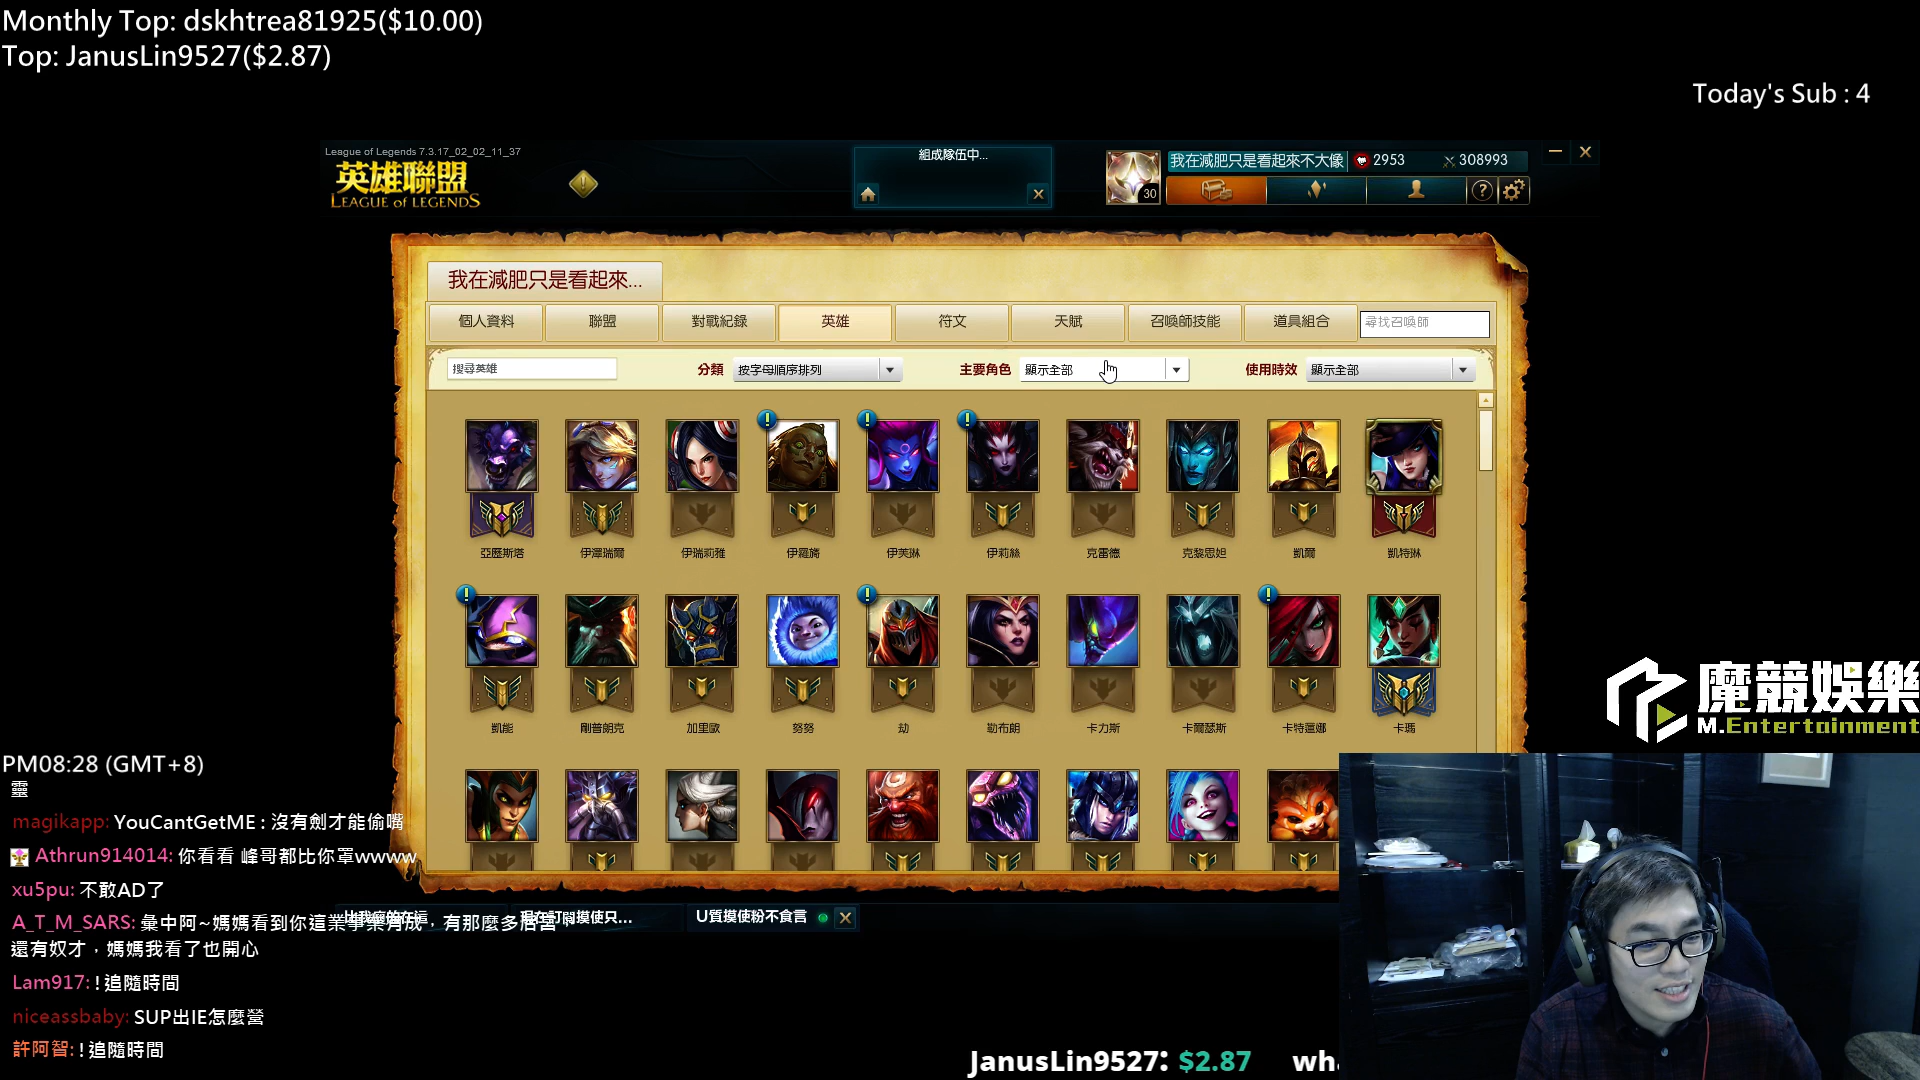 Monthly Top: dskhtrea81925($10.00)
Top: JanusLin9527($2.87)
Today's Sub : 4
League of Legends 7.3.17_02_02_11_37
英雄聯盟
LEAGUE of LEGENDS
組成隊伍中...
30
我在減肥只是看起來不大像
2953
308993
我在減肥只是看起來...
個人資料
聯盟
對戰紀錄
英雄
符文
天賦
召喚師技能
道具組合
尋找召喚師
搜尋英雄
分類
按字母順序排列
主要角色
顯示全部
使用時效
顯示全部
亞歷斯塔
伊澤瑞爾
伊瑞莉雅
伊羅旖
伊芙琳
伊莉絲
克雷德
克黎思妲
凱爾
凱特琳
凱能
剛普朗克
加里歐
努努
劫
勒布朗
卡力斯
卡爾瑟斯
卡特蓮娜
卡瑪
魔競娛樂
M.Entertainment
PM08:28 (GMT+8)
靈
magikapp: YouCantGetME : 沒有劍才能偷嘴
Athrun914014: 你看看 峰哥都比你罩wwww
xu5pu: 不敢AD了
A_T_M_SARS: 彙中阿~媽媽看到你這業事業有成，有那麼多后宮，
還有奴才，媽媽我看了也開心
Lam917: ! 追隨時間
niceassbaby: SUP出IE怎麼營
許阿智: ! 追隨時間
U質摸使粉不食言
JanusLin9527: $2.87